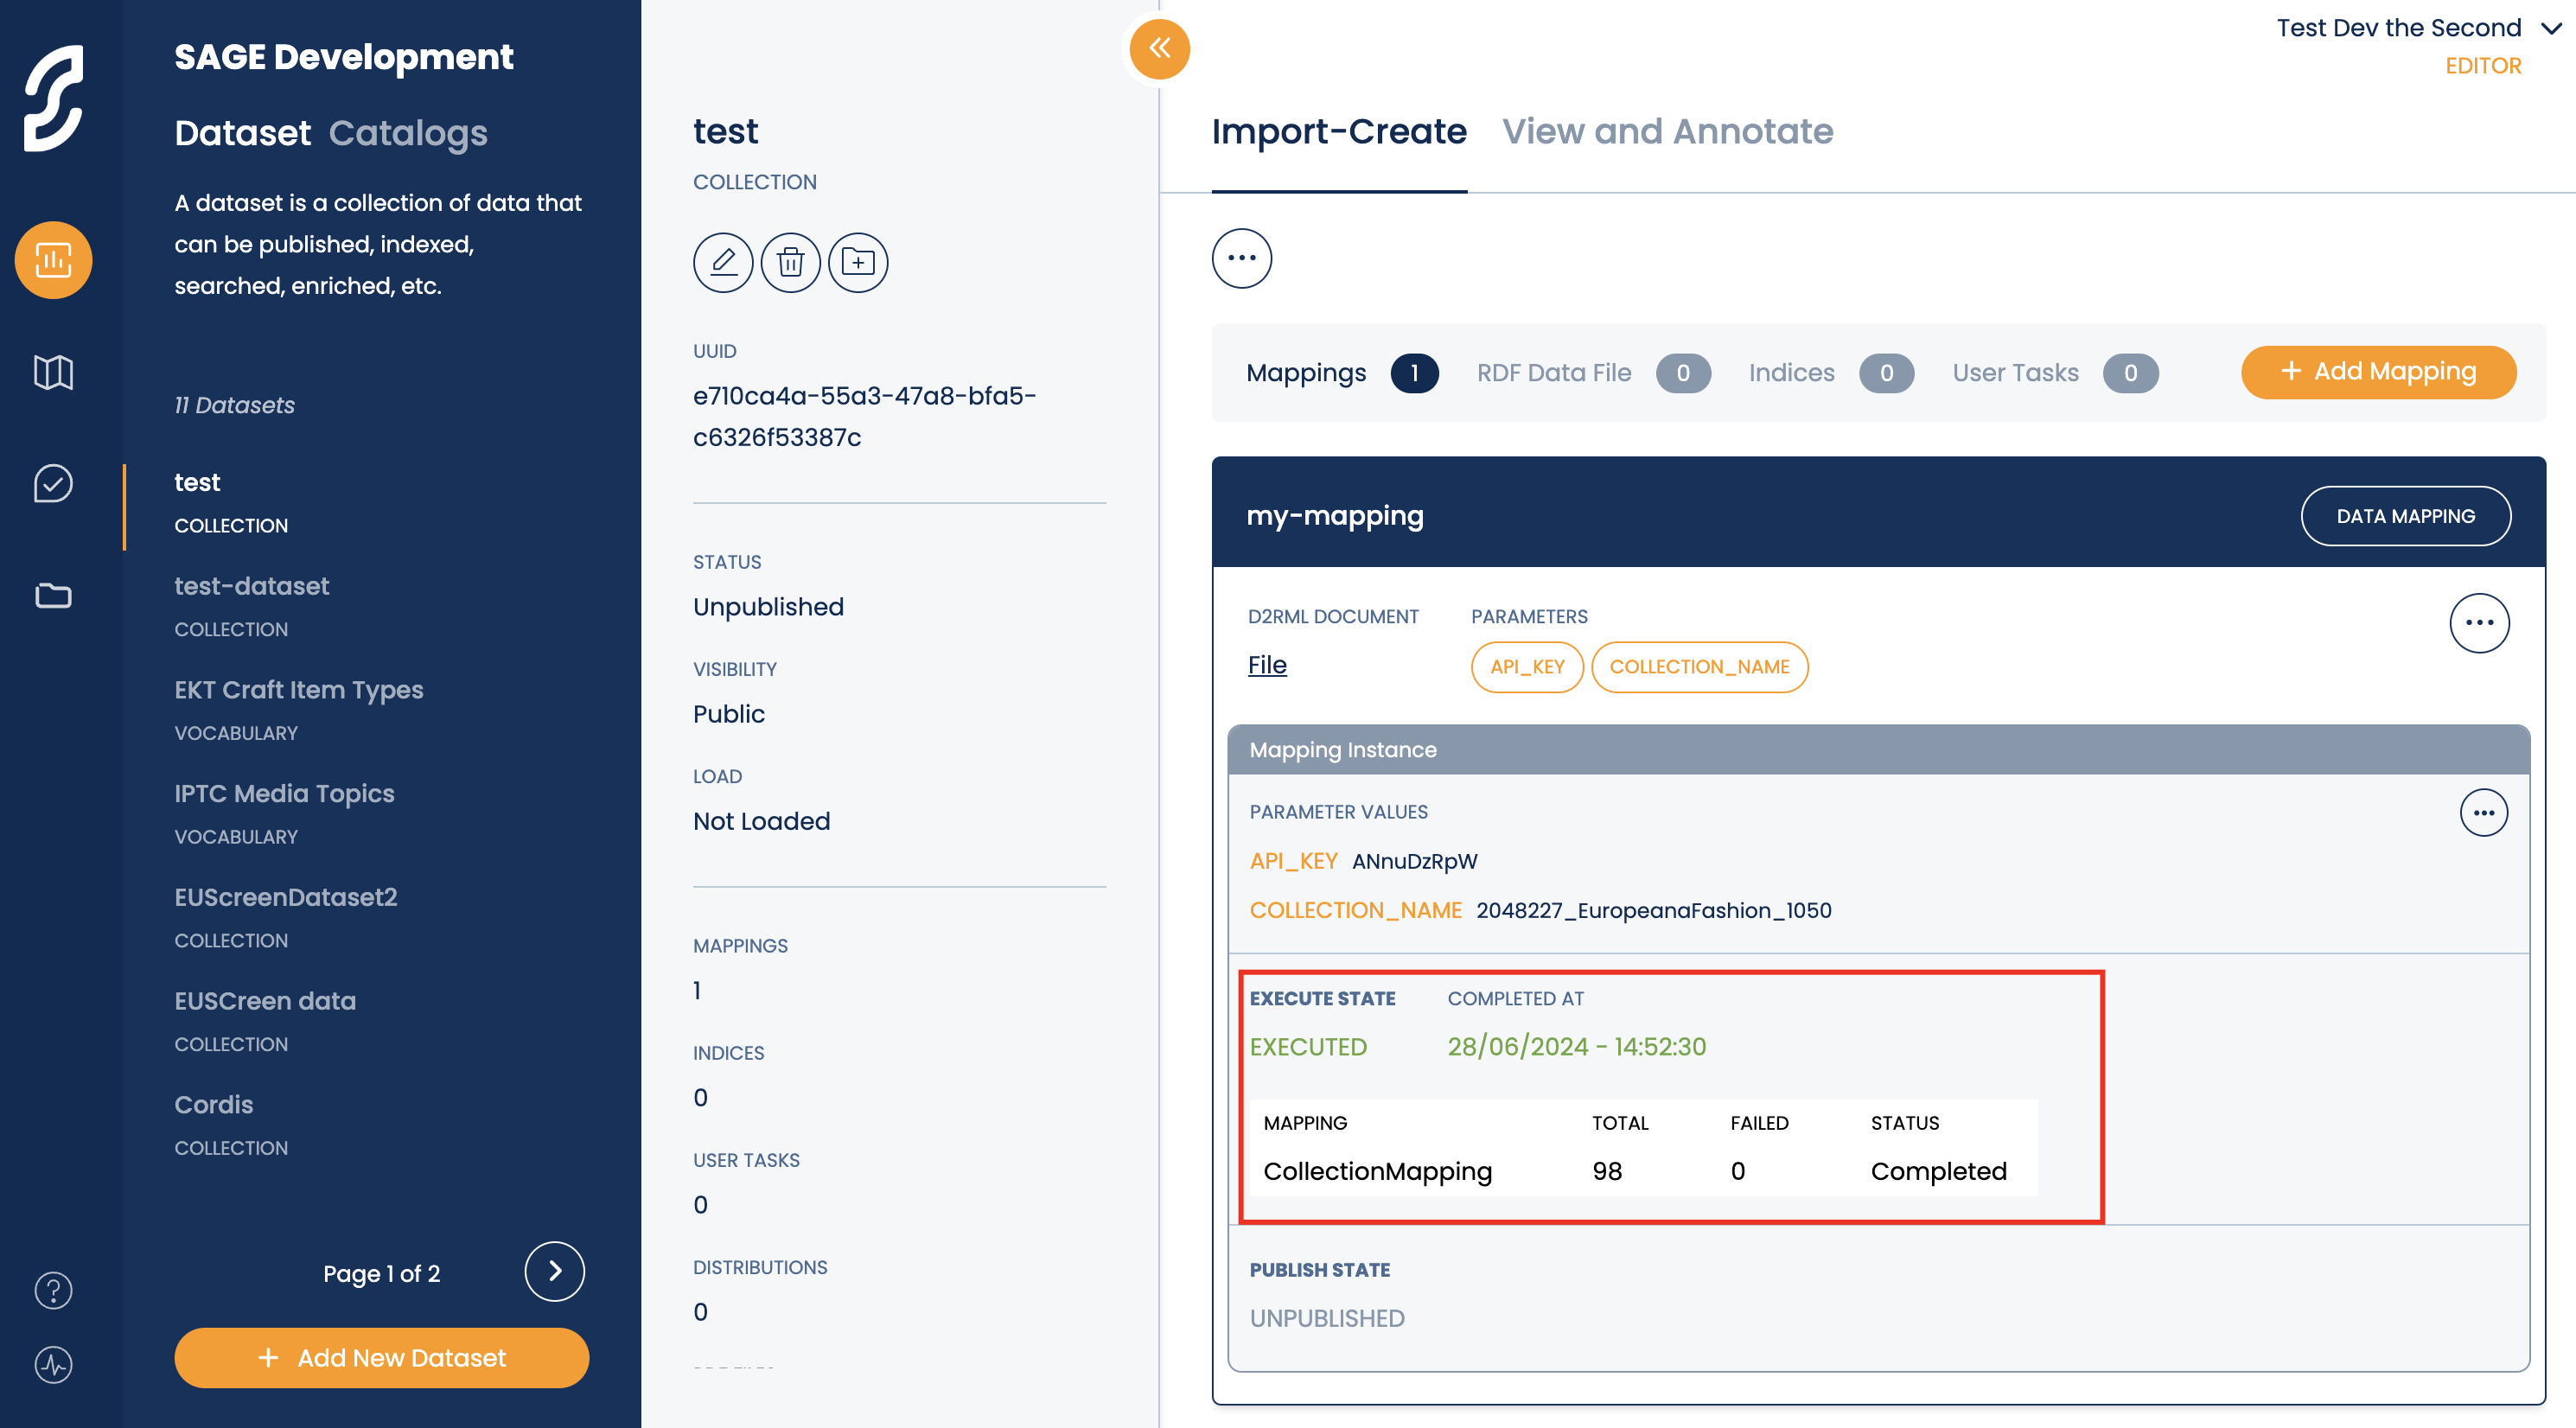 SAGE Development
Dataset Catalogs
A dataset is a collection of data that
can be published, indexed,
searched, enriched, etc.
11 Datasets
test
COLLECTION
test-dataset
COLLECTION
EKT Craft Item Types
VOCABULARY
IPTC Media Topics
VOCABULARY
EUScreenDataset2
COLLECTION
EUSCreen data
COLLECTION
Cordis
COLLECTION
Page 1 of 2
+ Add New Dataset
test
COLLECTION
UUID
e710ca4a-55a3-47a8-bfa5-
c6326f53387c
STATUS
Unpublished
VISIBILITY
Public
LOAD
Not Loaded
MAPPINGS
1
INDICES
0
USER TASKS
0
DISTRIBUTIONS
0
Test Dev the Second
EDITOR
Import-Create View and Annotate
Mappings 1 RDF Data File 0 Indices 0 User Tasks 0 + Add Mapping
my-mapping DATA MAPPING
D2RML DOCUMENT PARAMETERS
File API_KEY COLLECTION_NAME
Mapping Instance
PARAMETER VALUES
API_KEY ANnuDzRpW
COLLECTION_NAME 2048227_EuropeanaFashion_1050
EXECUTE STATE COMPLETED AT
EXECUTED 28/06/2024 - 14:52:30
MAPPING TOTAL FAILED STATUS
CollectionMapping 98 0 Completed
PUBLISH STATE
UNPUBLISHED